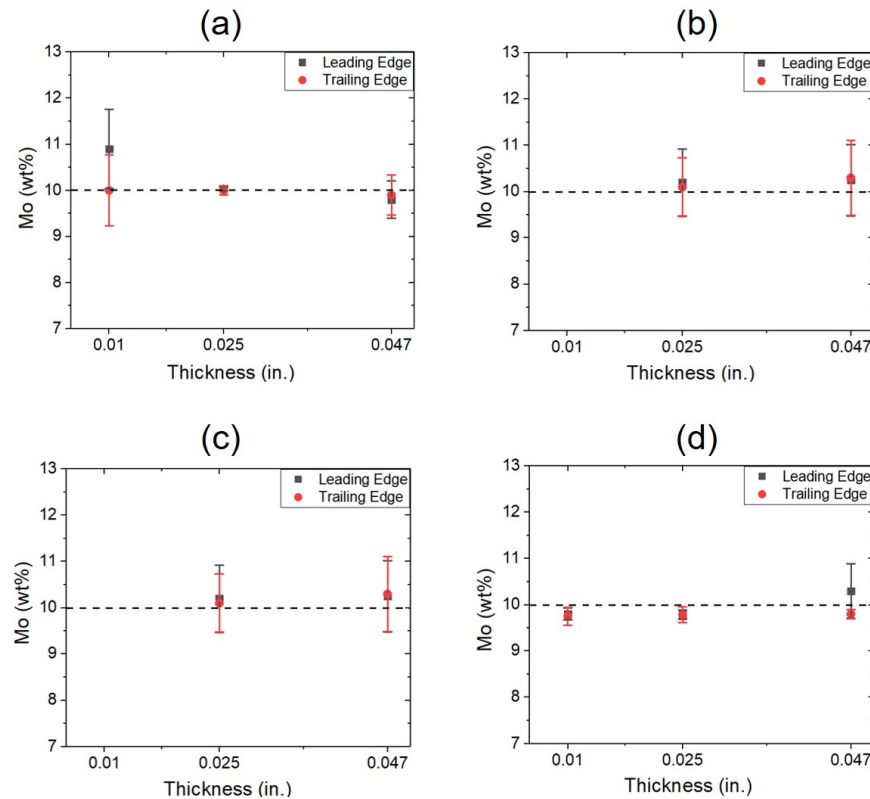 (a)
13
12
11
10
9
8
7
Mo (wt%)
Leading Edge
Trailing Edge
0.01 0.025 0.047
Thickness (in.)
(b)
13
12
11
10
9
8
7
Mo (wt%)
Leading Edge
Trailing Edge
0.01 0.025 0.047
Thickness (in.)
(c)
13
12
11
10
9
8
7
Mo (wt%)
Leading Edge
Trailing Edge
0.01 0.025 0.047
Thickness (in.)
(d)
13
12
11
10
9
8
7
Mo (wt%)
Leading Edge
Trailing Edge
0.01 0.025 0.047
Thickness (in.)